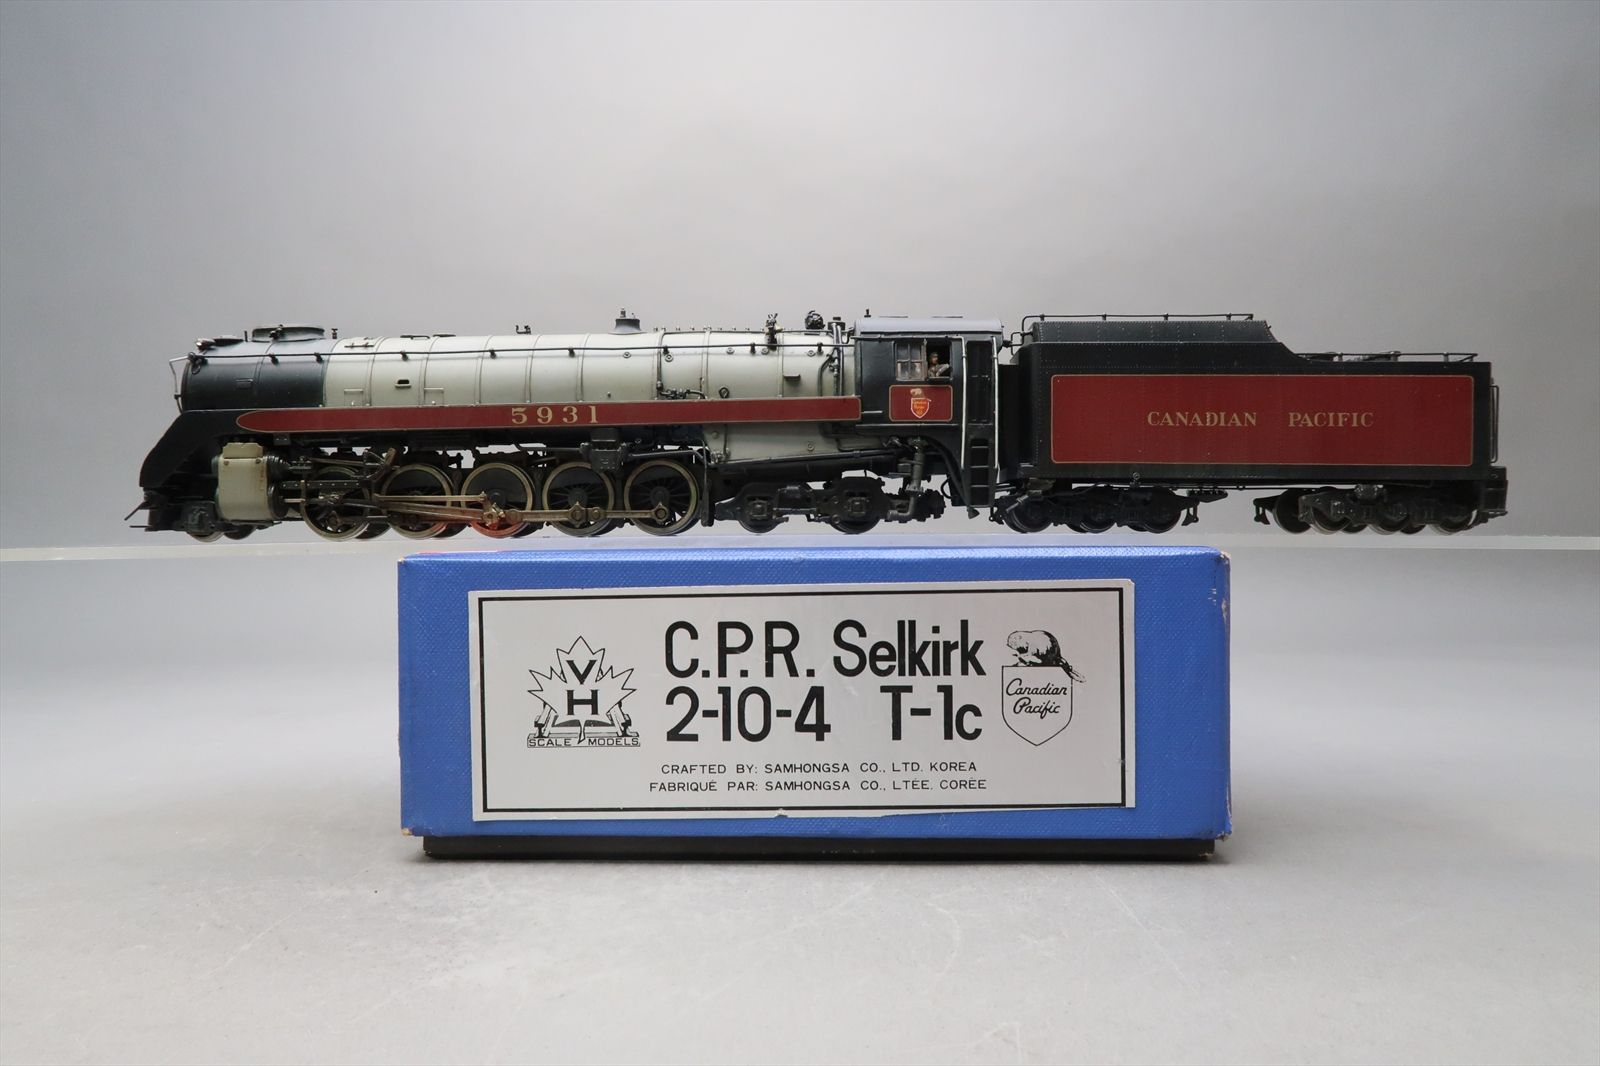 5931
CANADIAN PACIFIC
V
H
SCALE MODELS
C.P.R. Selkirk
2-10-4 T-1c
Canadian
Pacific
CRAFTED BY: SAMHONGSA CO., LTD. KOREA
FABRIQUÉ PAR: SAMHONGSA CO., LTÉE. CORÉE